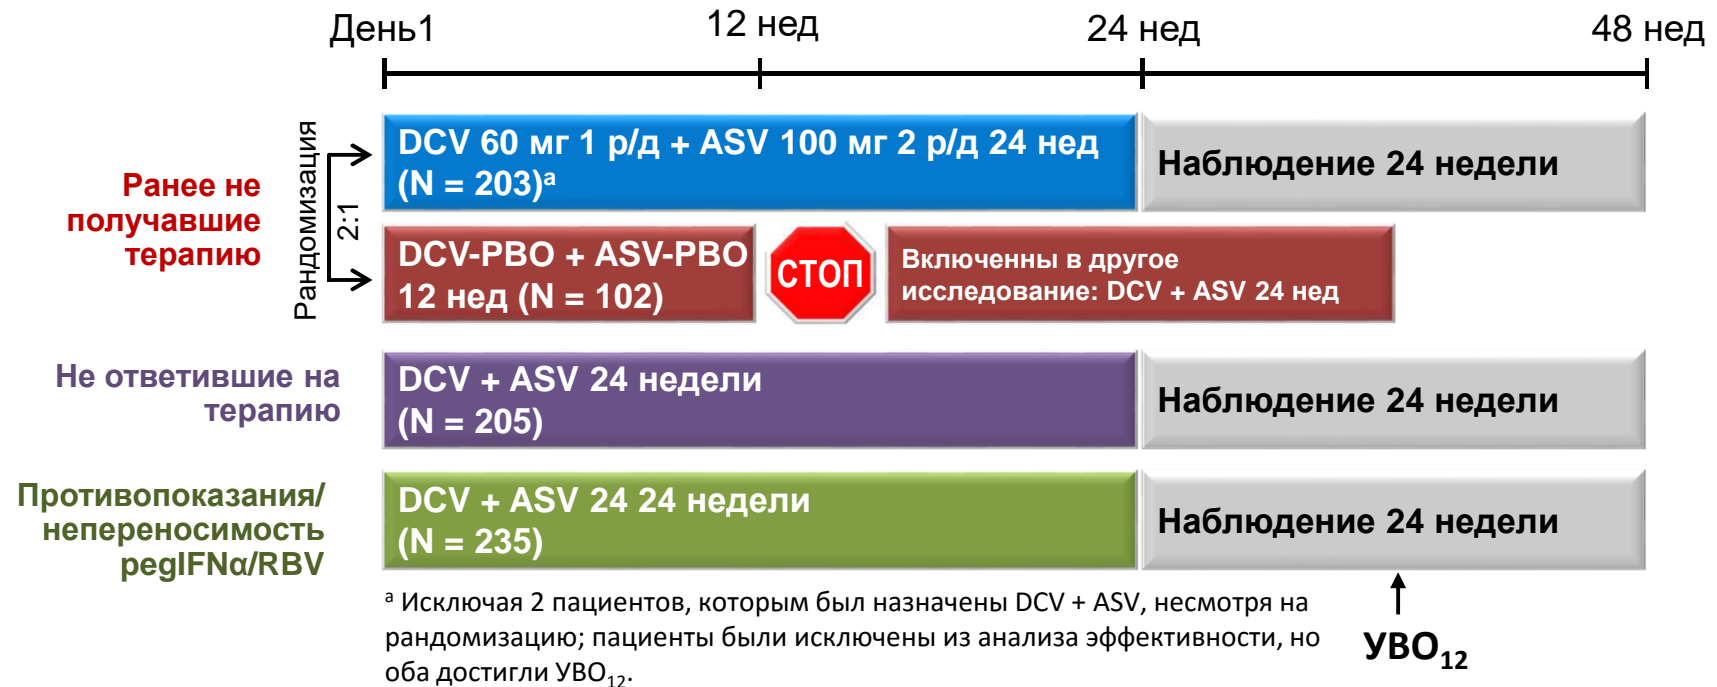 День1
12 нед
24 нед
48 нед
Ранее не
получавшие
терапию
Рандомизация
2:1
DCV 60 мг 1 р/д + ASV 100 мг 2 р/д 24 нед
(N = 203)ª
Наблюдение 24 недели
DCV-PBO + ASV-PBO
12 нед (N = 102)
СТОП
Включенны в другое
исследование: DCV + ASV 24 нед
Не ответившие на
терапию
DCV + ASV 24 недели
(N = 205)
Наблюдение 24 недели
Противопоказания/
непереносимость
pegIFNα/RBV
DCV + ASV 24 24 недели
(N = 235)
Наблюдение 24 недели
ª Исключая 2 пациентов, которым был назначены DCV + ASV, несмотря на
рандомизацию; пациенты были исключены из анализа эффективности, но
оба достигли УВО₁₂.
УВО₁₂